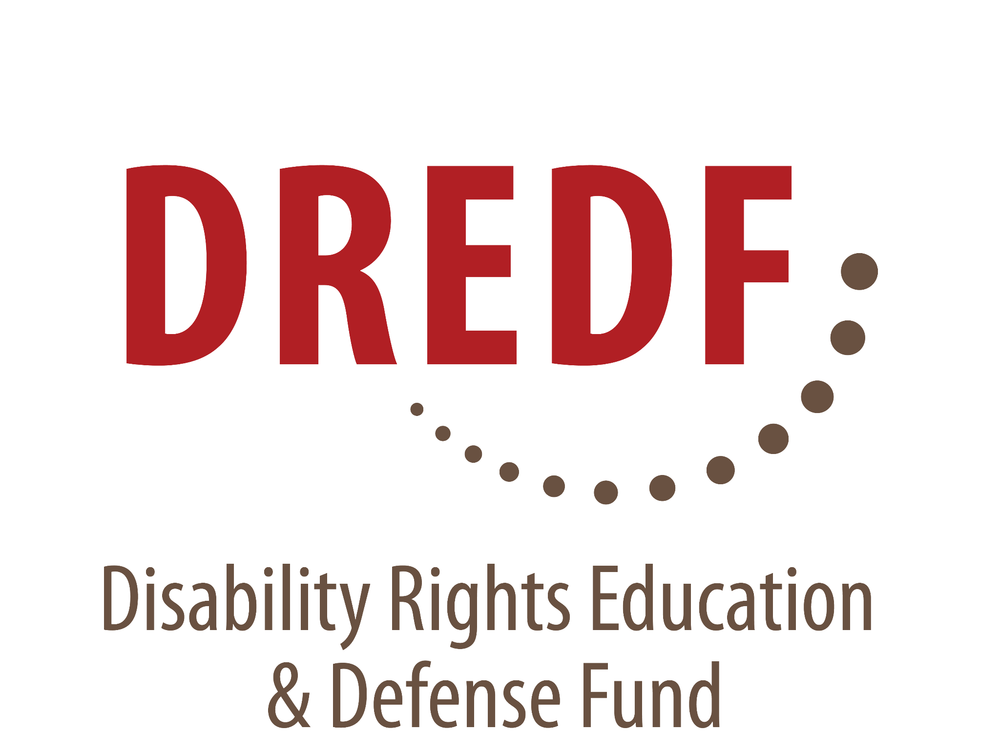 DREDF
Disability Rights Education
& Defense Fund